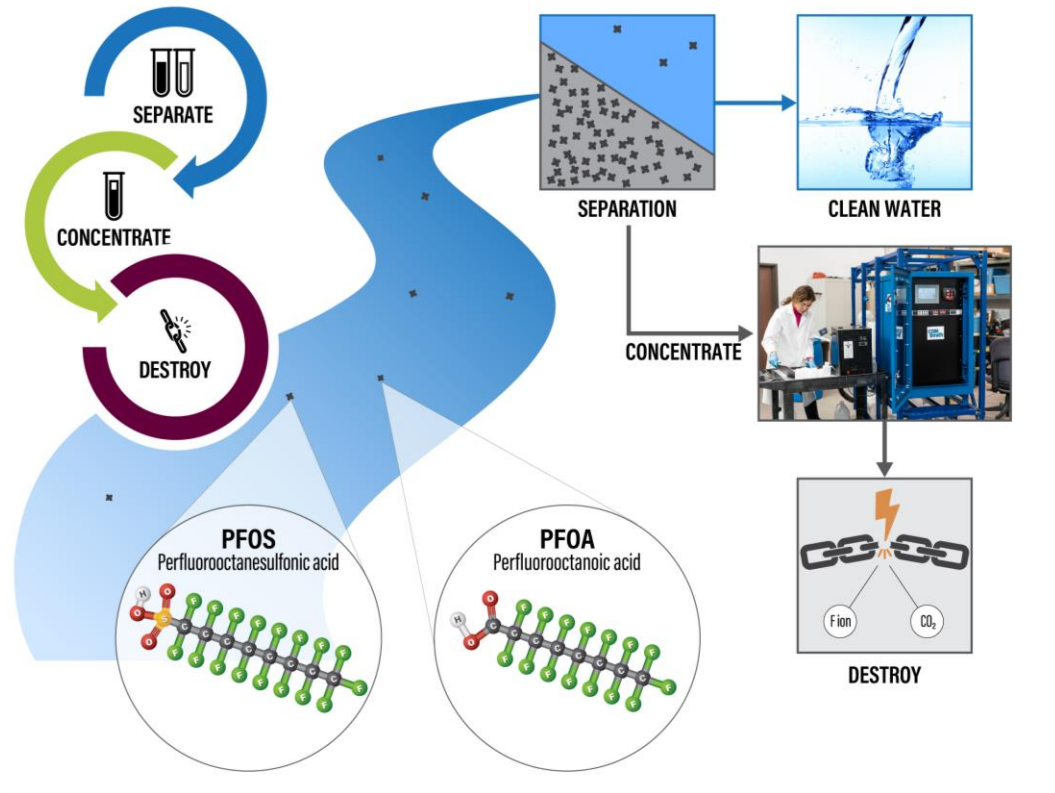 SEPARATE
CONCENTRATE
DESTROY
SEPARATION
CLEAN WATER
CONCENTRATE
DESTROY
F ion
CO₂
PFOS
Perfluorooctanesulfonic acid
H O O O S
F F F F F F F F
C C C C C C C C F
F F F F F F F F
PFOA
Perfluorooctanoic acid
H O O
F F F F F F F
C C C C C C C C F
F F F F F F F